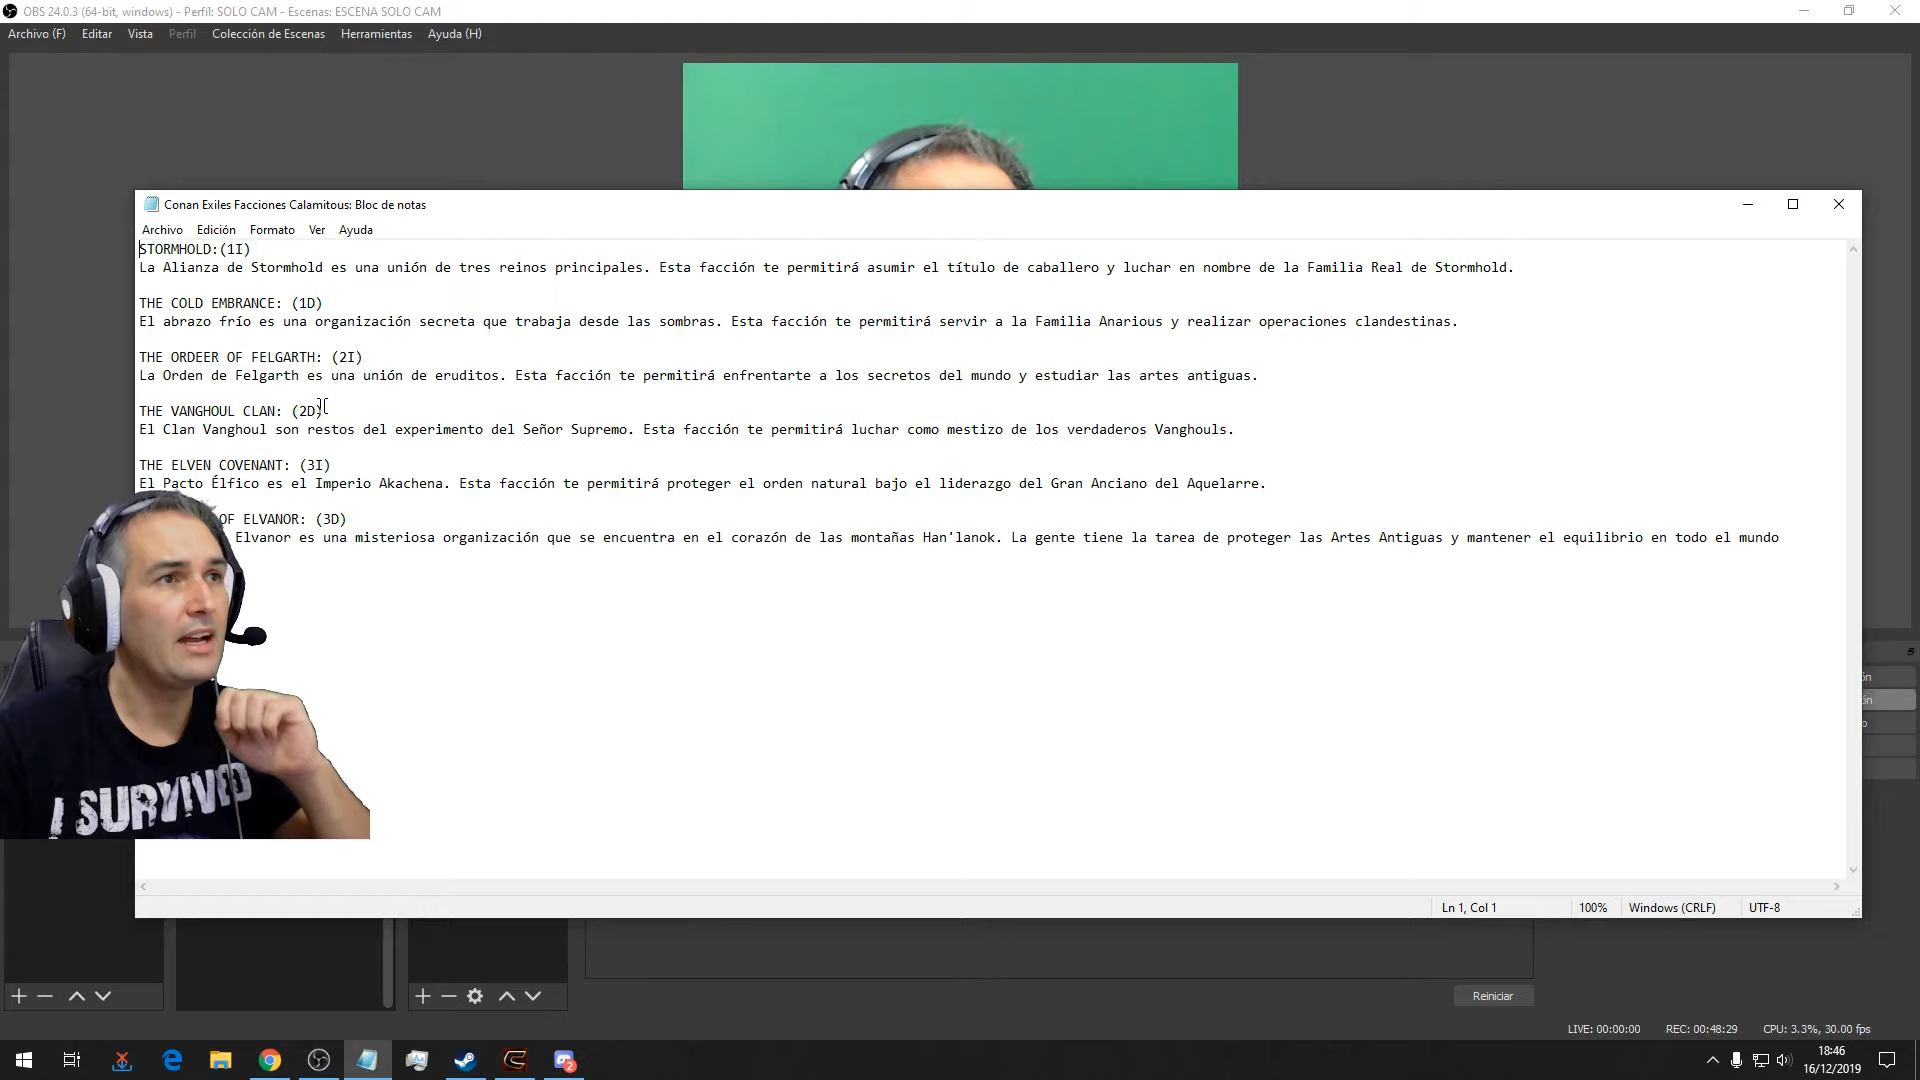 OBS 24.0.3 (64-bit, windows) - Perfil: SOLO CAM - Escenas: ESCENA SOLO CAM
Archivo (F) Editar Vista Perfil Colección de Escenas Herramientas Ayuda (H)
Conan Exiles Facciones Calamitous: Bloc de notas
Archivo Edición Formato Ver Ayuda
STORMHOLD:(1I)
La Alianza de Stormhold es una unión de tres reinos principales. Esta facción te permitirá asumir el título de caballero y luchar en nombre de la Familia Real de Stormhold.
THE COLD EMBRANCE: (1D)
El abrazo frío es una organización secreta que trabaja desde las sombras. Esta facción te permitirá servir a la Familia Anarious y realizar operaciones clandestinas.
THE ORDEER OF FELGARTH: (2I)
La Orden de Felgarth es una unión de eruditos. Esta facción te permitirá enfrentarte a los secretos del mundo y estudiar las artes antiguas.
THE VANGHOUL CLAN: (2D)
El Clan Vanghoul son restos del experimento del Señor Supremo. Esta facción te permitirá luchar como mestizo de los verdaderos Vanghouls.
THE ELVEN COVENANT: (3I)
El Pacto Élfico es el Imperio Akachena. Esta facción te permitirá proteger el orden natural bajo el liderazgo del Gran Anciano del Aquelarre.
OF ELVANOR: (3D)
Elvanor es una misteriosa organización que se encuentra en el corazón de las montañas Han'lanok. La gente tiene la tarea de proteger las Artes Antiguas y mantener el equilibrio en todo el mundo
I SURVIVED
Ln 1, Col 1 100% Windows (CRLF) UTF-8
Reiniciar
LIVE: 00:00:00 REC: 00:48:29 CPU: 3.3%, 30.00 fps
2
18:46
16/12/2019